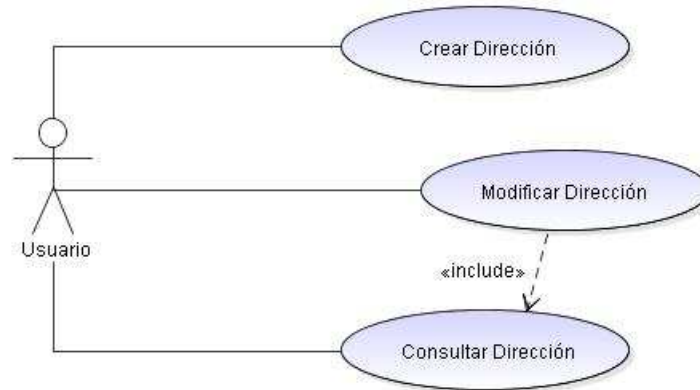 Crear Dirección
Modificar Dirección
Usuario
«include»
Consultar Dirección